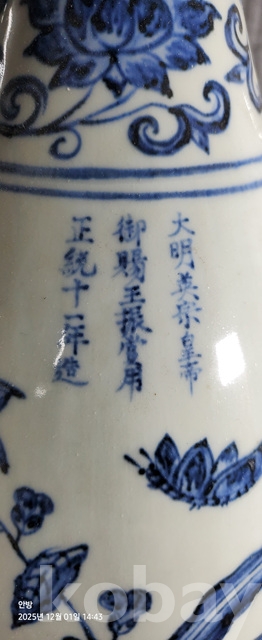 大明英宗皇帝
御賜王振賞用
正統十二年造
안방
2025년 12월 01일 14:43
kobay